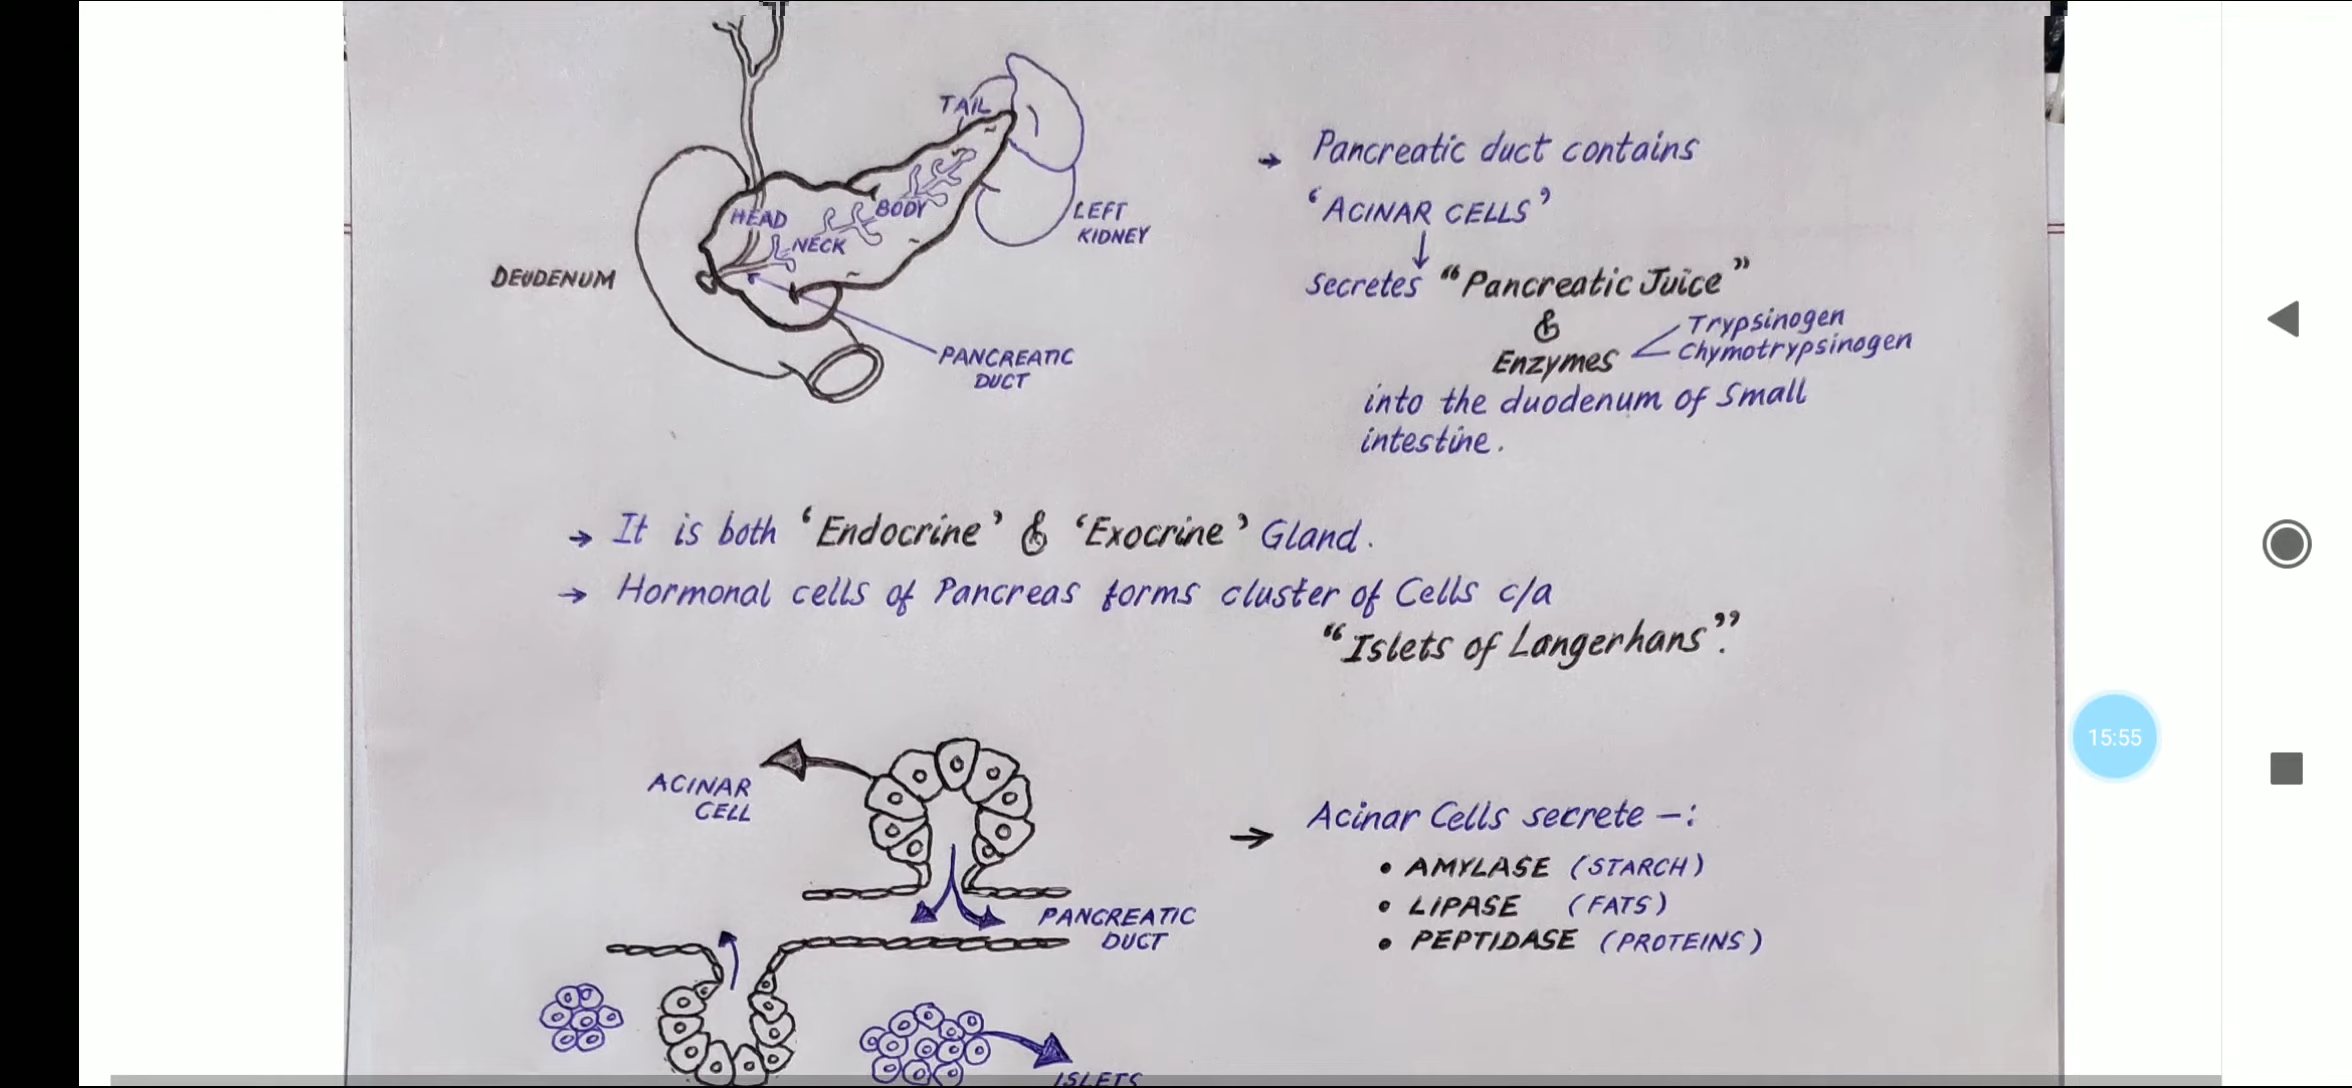 TAIL
HEAD
BODY
NECK
LEFT
KIDNEY
DEUDENUM
PANCREATIC
DUCT
→ Pancreatic duct contains
‘ACINAR CELLS’
↓
secretes “Pancreatic Juice”
&
Trypsinogen
Enzymes < Chymotrypsinogen
into the duodenum of Small
intestine.
→ It is both ‘Endocrine’ & ‘Exocrine’ Gland.
→ Hormonal cells of Pancreas forms cluster of Cells c/a
“Islets of Langerhans”.
15:55
ACINAR
CELL
PANCREATIC
DUCT
→ Acinar Cells secrete –:
• AMYLASE (STARCH)
• LIPASE (FATS)
• PEPTIDASE (PROTEINS)
ISLETS